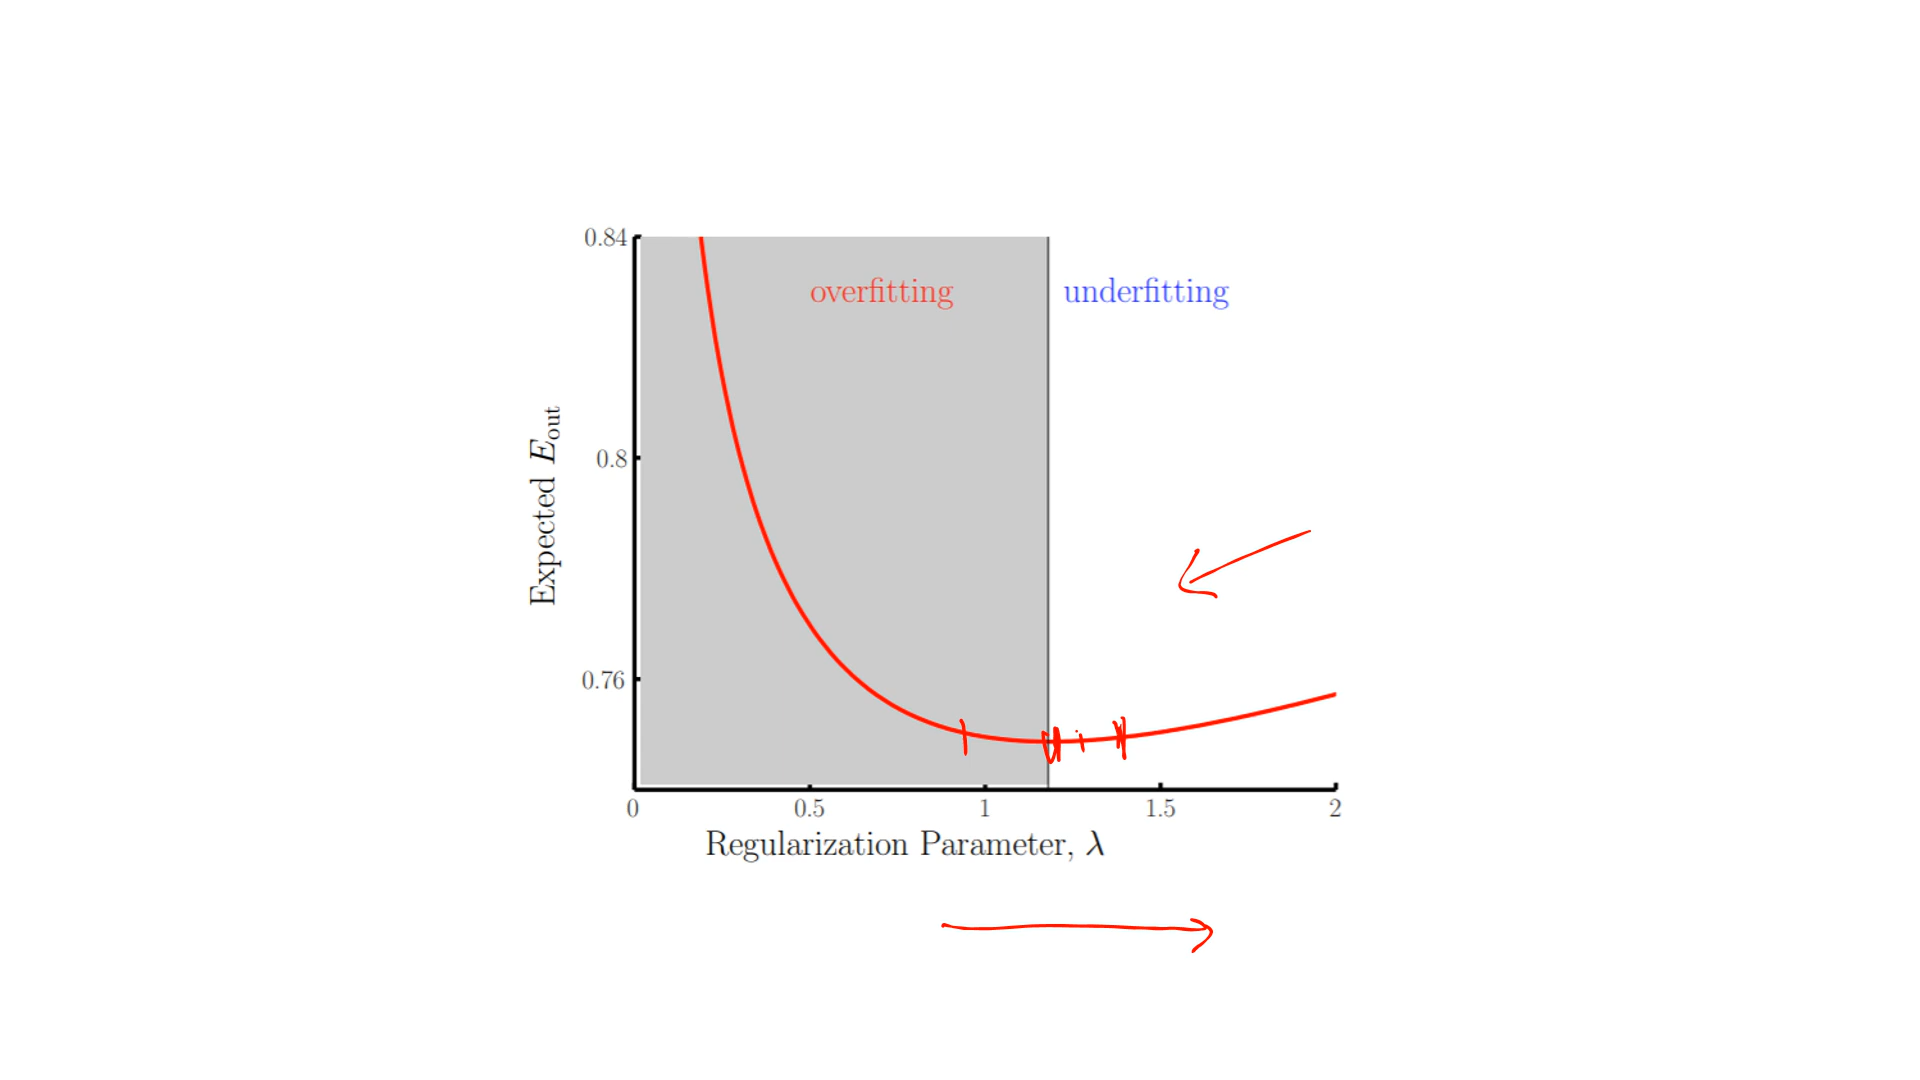 0.84
overfitting underfitting
0.8
Expected E_out
0.76
0 0.5 1 1.5 2
Regularization Parameter, λ